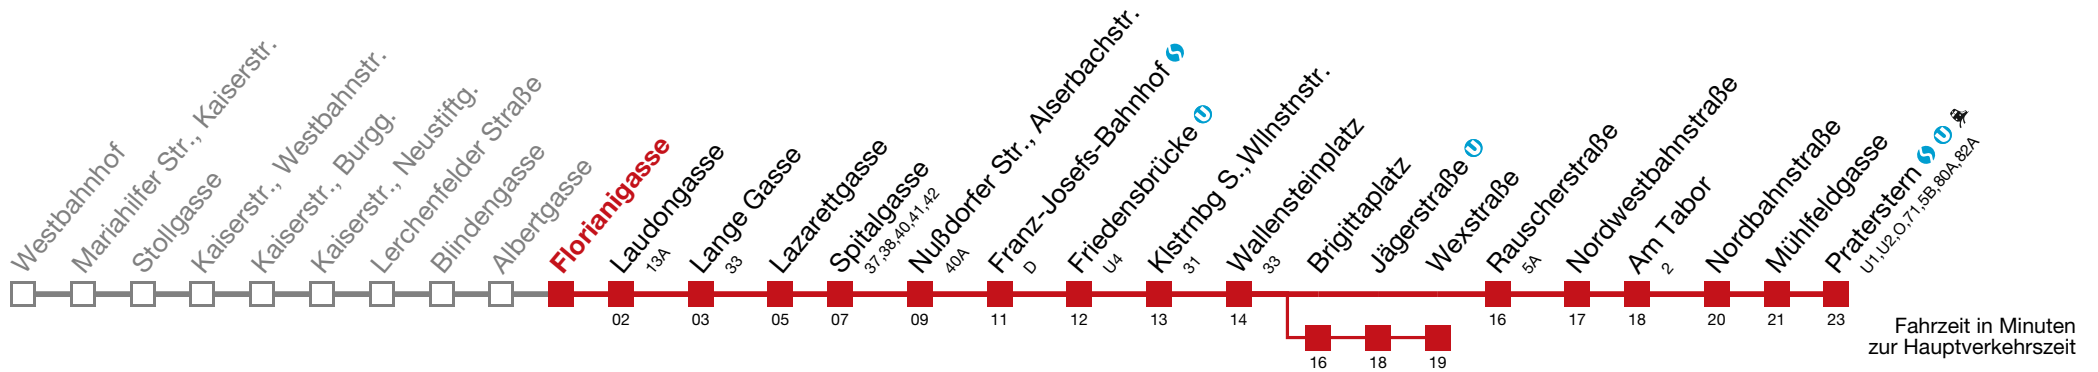 Westbahnhof
Mariahilfer Str., Kaiserstr.
Stollgasse
Kaiserstr., Westbahnstr.
Kaiserstr., Burgg.
Kaiserstr., Neustiftg.
Lerchenfelder Straße
Blindengasse
Albertgasse
Florianigasse
Laudongasse
13A
Lange Gasse
33
Lazarettgasse
Spitalgasse
37,38,40,41,42
Nußdorfer Str., Alserbachstr.
40A
Franz-Josefs-Bahnhof
D
Friedensbrücke U
U4
Klstrnbg S., Wllnstnstr.
31
Wallensteinplatz
33
Brigittaplatz
Jägerstraße U
Wexstraße
Rauscherstraße
5A
Nordwestbahnstraße
Am Tabor
2
Nordbahnstraße
Mühlfeldgasse
Praterstern S U
U1,U2,O,71,5B,80A,82A
02 03 05 07 09 11 12 13 14 16 17 18 20 21 23
16 18 19
Fahrzeit in Minuten
zur Hauptverkehrszeit